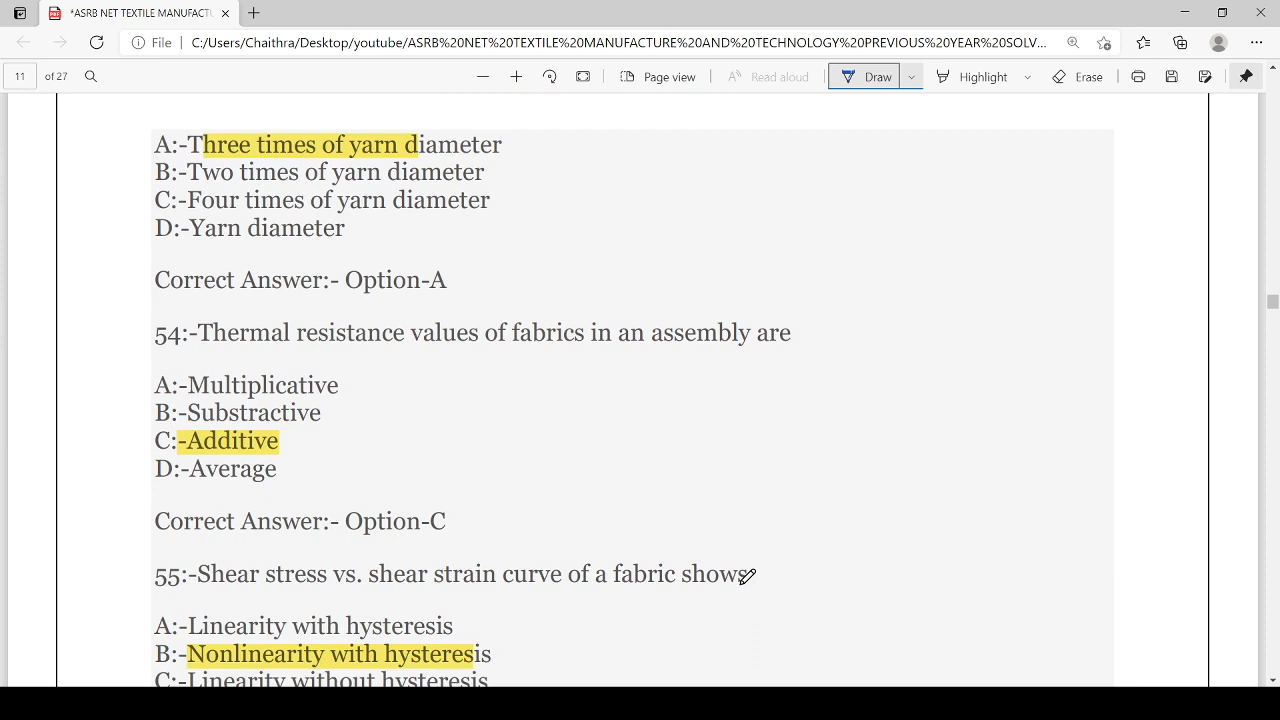 *ASRB NET TEXTILE MANUFACTU
File
C:/Users/Chaithra/Desktop/youtube/ASRB%20NET%20TEXTILE%20MANUFACTURE%20AND%20TECHNOLOGY%20PREVIOUS%20YEAR%20SOLV...
11 of 27
Page view
Read aloud
Draw
Highlight
Erase
A:-Three times of yarn diameter
B:-Two times of yarn diameter
C:-Four times of yarn diameter
D:-Yarn diameter
Correct Answer:- Option-A
54:-Thermal resistance values of fabrics in an assembly are
A:-Multiplicative
B:-Substractive
C:-Additive
D:-Average
Correct Answer:- Option-C
55:-Shear stress vs. shear strain curve of a fabric shows
A:-Linearity with hysteresis
B:-Nonlinearity with hysteresis
C:-Linearity without hysteresis